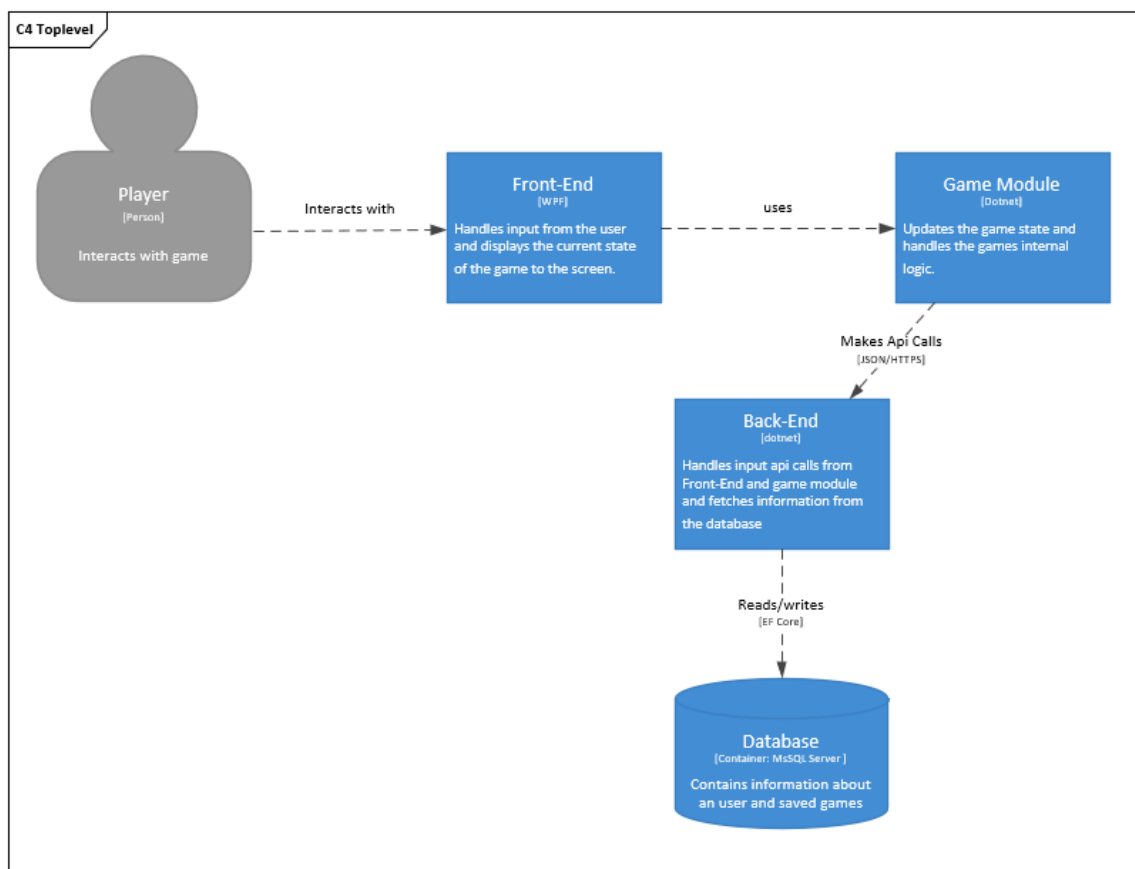 C4 Toplevel
Player
[Person]
Interacts with game
Interacts with
Front-End
[WPF]
Handles input from the user
and displays the current state
of the game to the screen.
uses
Game Module
[Dotnet]
Updates the game state and
handles the games internal
logic.
Makes Api Calls
[JSON/HTTPS]
Back-End
[dotnet]
Handles input api calls from
Front-End and game module
and fetches information from
the database
Reads/writes
[EF Core]
Database
[Container: MsSQL Server ]
Contains information about
an user and saved games